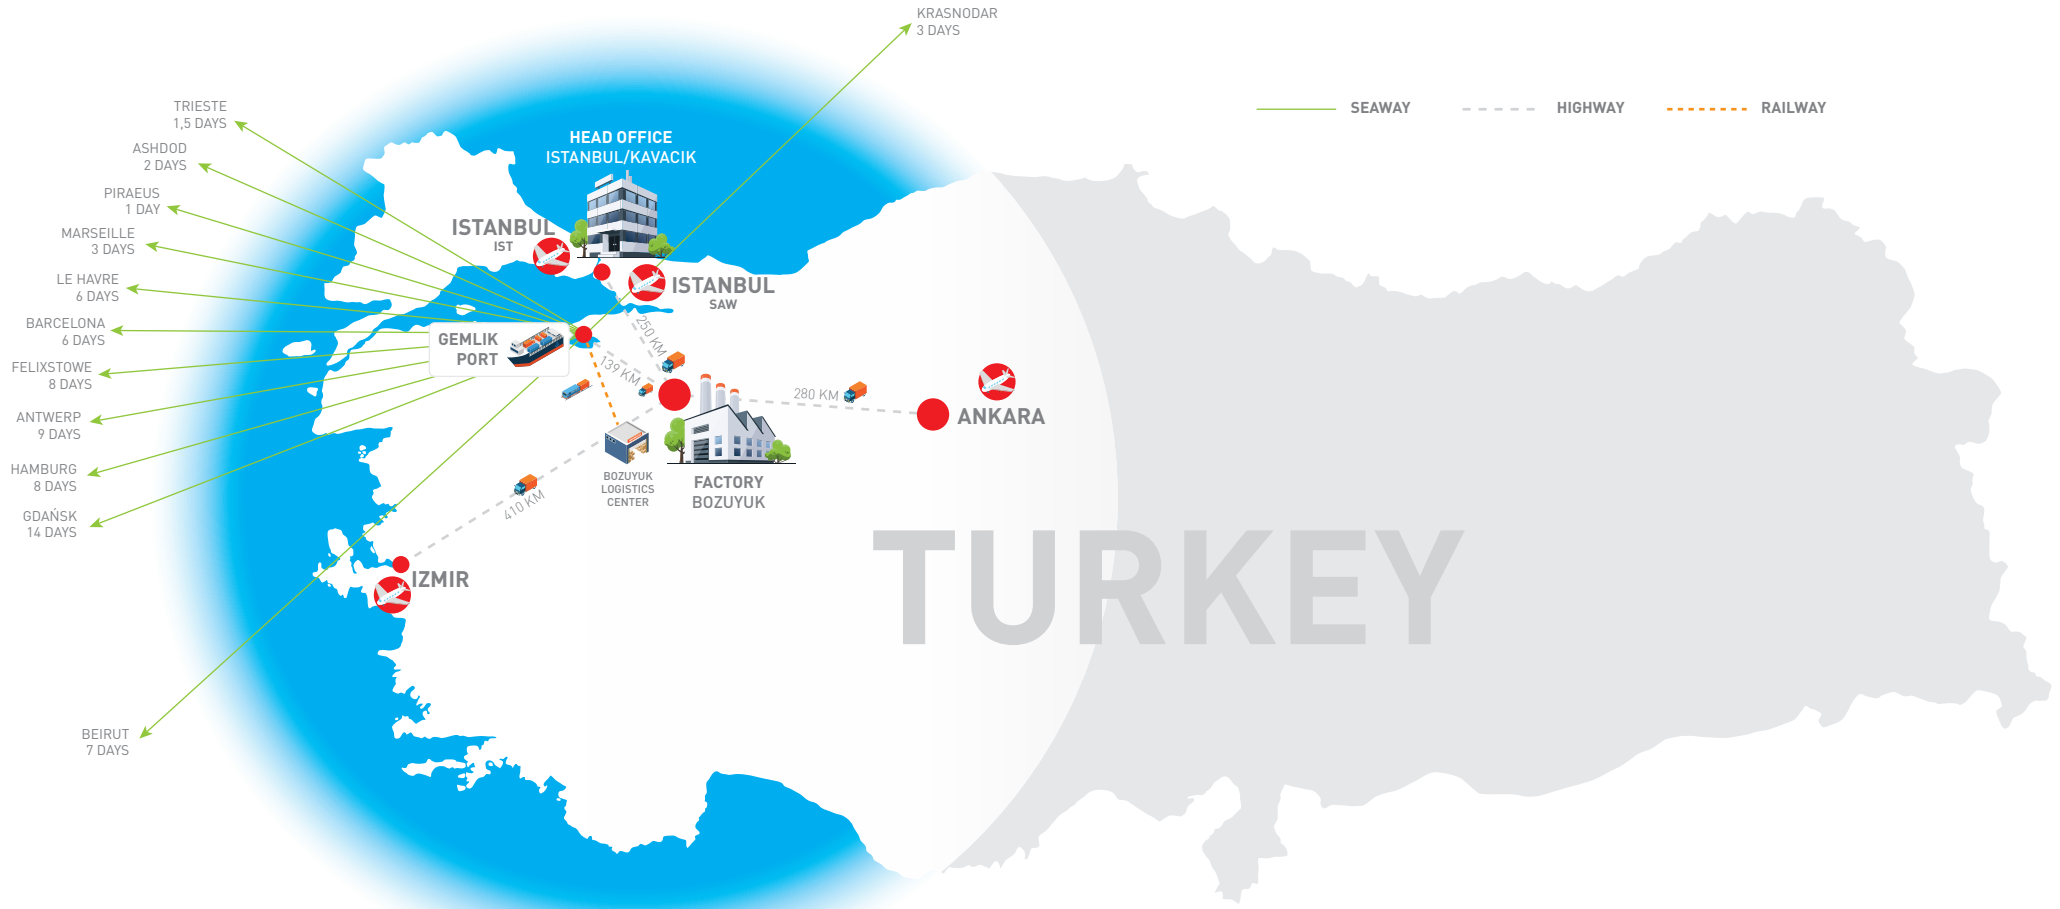 KRASNODAR
3 DAYS
SEAWAY
HIGHWAY
RAILWAY
TRIESTE
1,5 DAYS
ASHDOD
2 DAYS
PIRAEUS
1 DAY
MARSEILLE
3 DAYS
LE HAVRE
6 DAYS
BARCELONA
6 DAYS
FELIXSTOWE
8 DAYS
ANTWERP
9 DAYS
HAMBURG
8 DAYS
GDAŃSK
14 DAYS
BEIRUT
7 DAYS
HEAD OFFICE
ISTANBUL/KAVACIK
ISTANBUL
IST
ISTANBUL
SAW
GEMLIK
PORT
250 KM
139 KM
280 KM
410 KM
ANKARA
BOZUYUK
LOGISTICS
CENTER
FACTORY
BOZUYUK
IZMIR
TURKEY